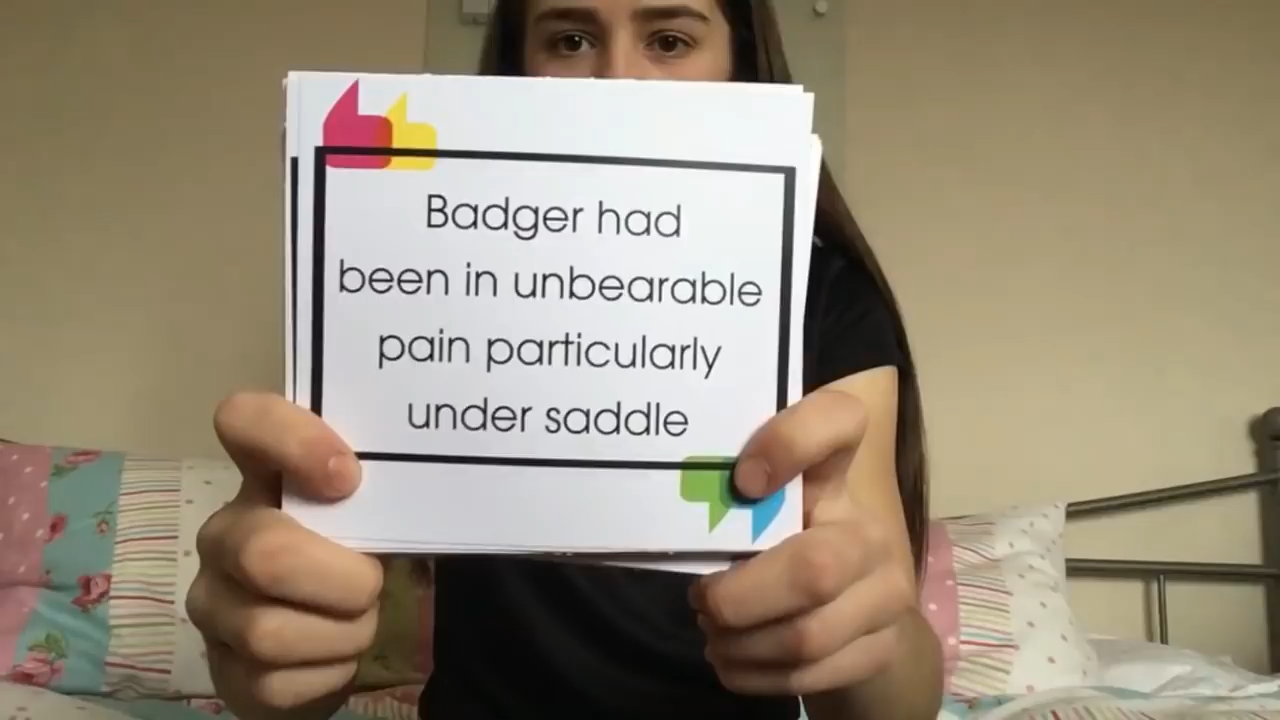 Badger had
been in unbearable
pain particularly
under saddle